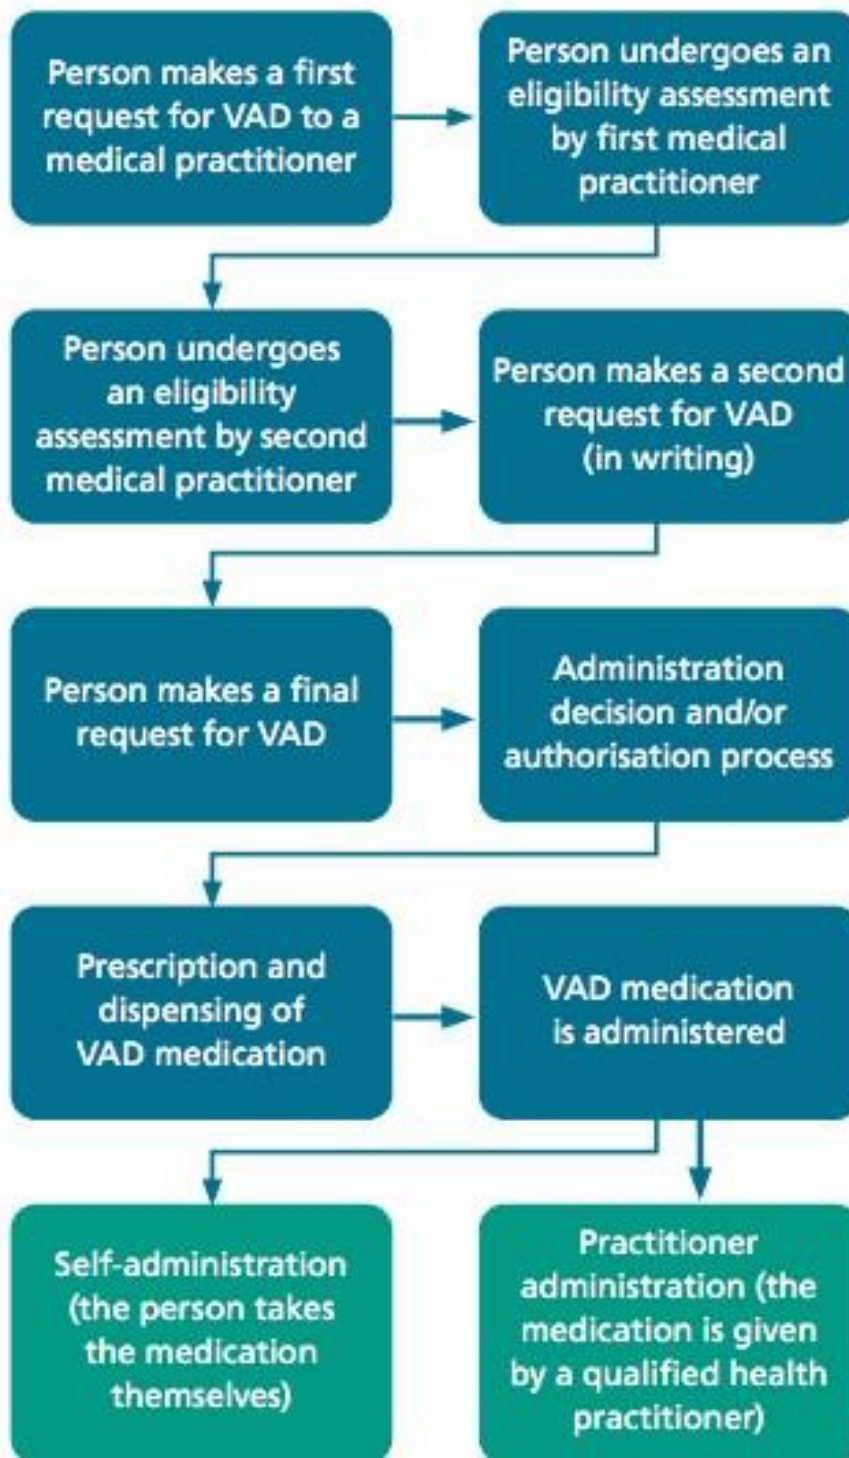 Person makes a first
request for VAD to a
medical practitioner
Person undergoes an
eligibility assessment
by first medical
practitioner
Person undergoes
an eligibility
assessment by second
medical practitioner
Person makes a second
request for VAD
(in writing)
Person makes a final
request for VAD
Administration
decision and/or
authorisation process
Prescription and
dispensing of
VAD medication
VAD medication
is administered
Self-administration
(the person takes
the medication
themselves)
Practitioner
administration (the
medication is given
by a qualified health
practitioner)